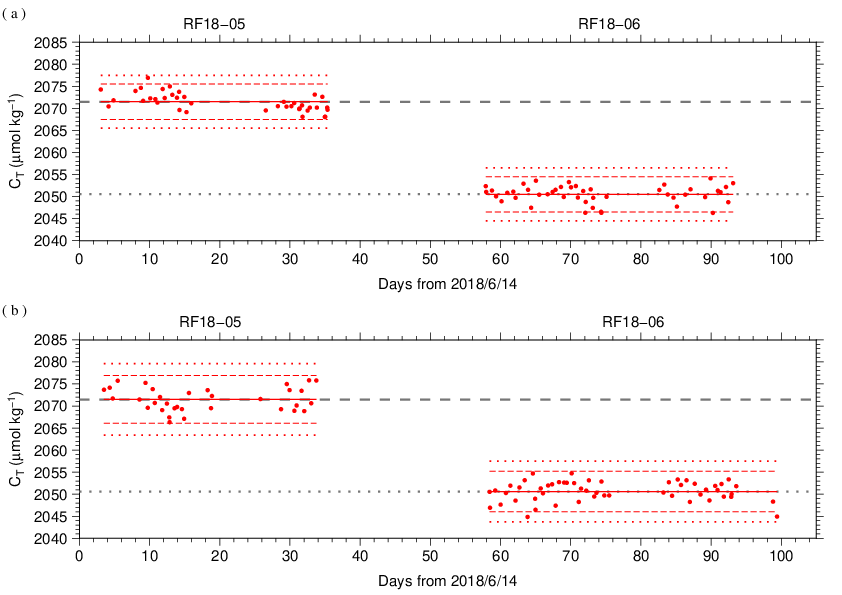 ( a )
RF18−05 RF18−06
2085
2080
2075
2070
2065
2060
2055
2050
2045
2040
C_T (μmol kg⁻¹)
0 10 20 30 40 50 60 70 80 90 100
Days from 2018/6/14
( b )
RF18−05 RF18−06
2085
2080
2075
2070
2065
2060
2055
2050
2045
2040
C_T (μmol kg⁻¹)
0 10 20 30 40 50 60 70 80 90 100
Days from 2018/6/14